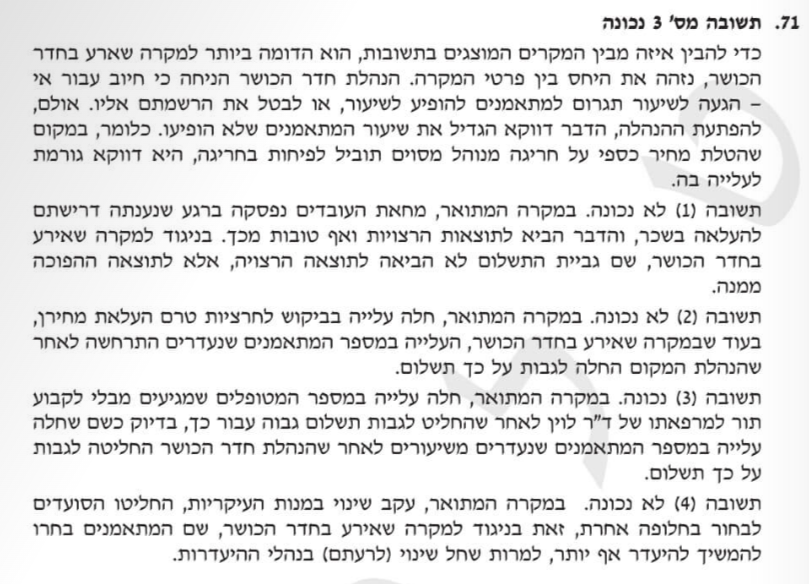 71. תשובה מס' 3 נכונה
כדי להבין איזה מבין המקרים המוצגים בתשובות, הוא הדומה ביותר למקרה שארע בחדר
הכושר, נזהה את היחס בין פרטי המקרה. הנהלת חדר הכושר הניחה כי חיוב עבור אי
– הגעה לשיעור תגרום למתאמנים להופיע לשיעור, או לבטל את הרשמתם אליו. אולם,
להפתעת ההנהלה, הדבר דווקא הגדיל את שיעור המתאמנים שלא הופיעו. כלומר, במקום
שהטלת מחיר כספי על חריגה מנוהל מסוים תוביל לפיחות בחריגה, היא דווקא גורמת
לעלייה בה.
תשובה (1) לא נכונה. במקרה המתואר, מחאת העובדים נפסקה ברגע שנענתה דרישתם
להעלאה בשכר, והדבר הביא לתוצאות הרצויות ואף טובות מכך. בניגוד למקרה שאירע
בחדר הכושר, שם גביית התשלום לא הביאה לתוצאה הרצויה, אלא לתוצאה ההפוכה
ממנה.
תשובה (2) לא נכונה. במקרה המתואר, חלה עלייה בביקוש לחרציות טרם העלאת מחירן,
בעוד שבמקרה שאירע בחדר הכושר, העלייה במספר המתאמנים שנעדרים התרחשה לאחר
שהנהלת המקום החלה לגבות על כך תשלום.
תשובה (3) נכונה. במקרה המתואר, חלה עלייה במספר המטופלים שמגיעים מבלי לקבוע
תור למרפאתו של ד"ר לוין לאחר שהחליט לגבות תשלום גבוה עבור כך, בדיוק כשם שחלה
עלייה במספר המתאמנים שנעדרים משיעורים לאחר שהנהלת חדר הכושר החליטה לגבות
על כך תשלום.
תשובה (4) לא נכונה. במקרה המתואר, עקב שינוי במנות העיקריות, החליטו הסועדים
לבחור בחלופה אחרת, זאת בניגוד למקרה שאירע בחדר הכושר, שם המתאמנים בחרו
להמשיך להיעדר אף יותר, למרות שחל שינוי (לרעתם) בנהלי ההיעדרות.